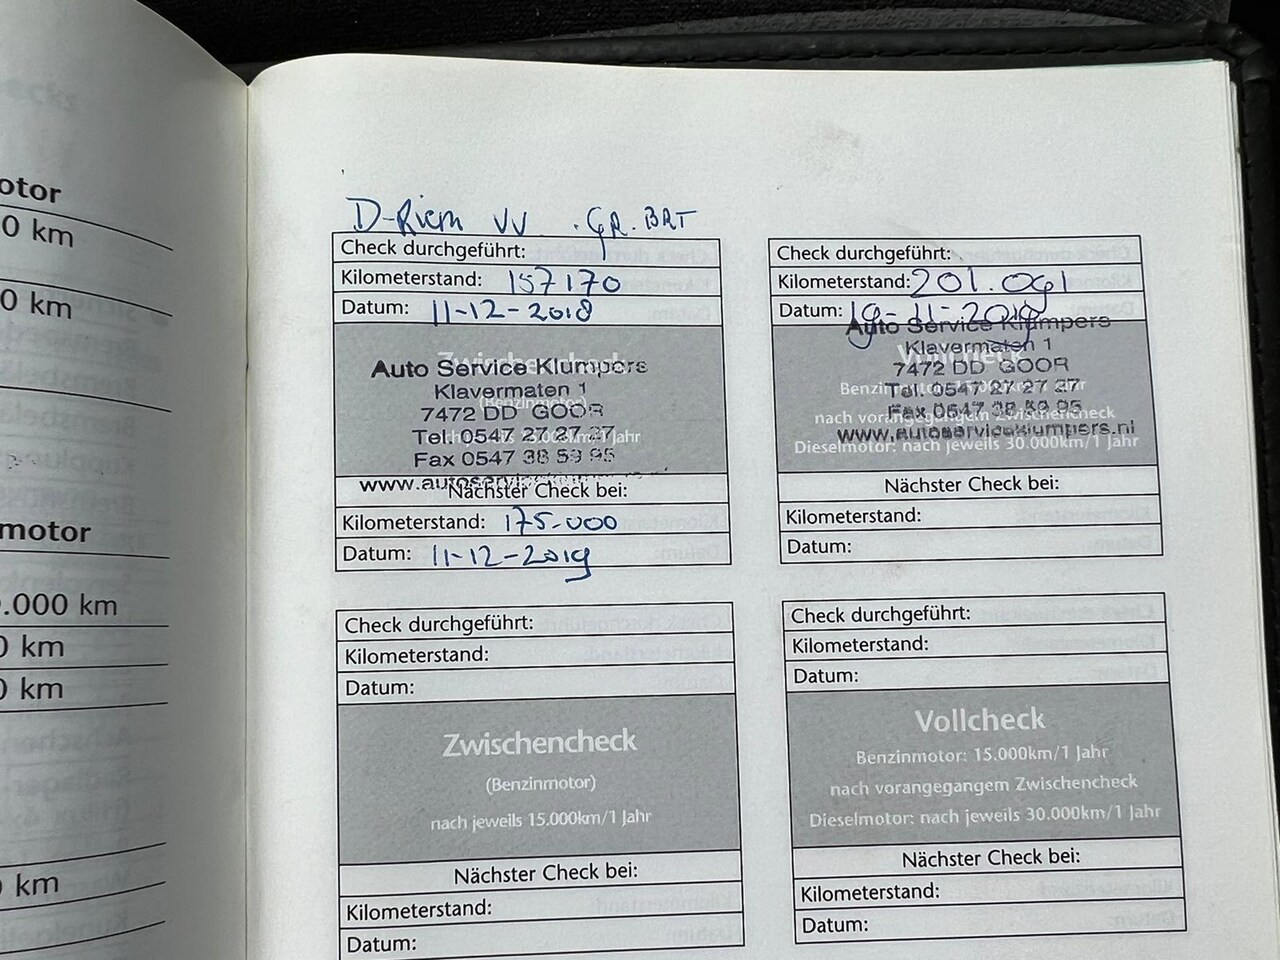 otor
0 km
0 km
motor
.000 km
0 km
0 km
km
D-Riem VV . GR. BRT
Check durchgeführt:
Kilometerstand: 157170
Datum: 11-12-2018
Zwischencheck
(Benzinmotor)
Auto Service Klumpers
Klavermaten 1
7472 DD GOOR
Tel. 0547 27 27 27
Fax 0547 38 59 95
Nächster Check bei:
Kilometerstand: 175.000
Datum: 11-12-2019
Check durchgeführt:
Kilometerstand: 201.091
Datum: 19-11-2019
Auto Service Klumpers
Klavermaten 1
7472 DD GOOR
Tel. 0547 27 27 27
Fax 0547 38 59 95
www.autoserviceklumpers.nl
Vollcheck
nach vorangegangem Zwischencheck
Dieselmotor: nach jeweils 30.000km/1 Jahr
Nächster Check bei:
Kilometerstand:
Datum:
Check durchgeführt:
Kilometerstand:
Datum:
Zwischencheck
(Benzinmotor)
nach jeweils 15.000km/1 Jahr
Nächster Check bei:
Kilometerstand:
Datum:
Check durchgeführt:
Kilometerstand:
Datum:
Vollcheck
Benzinmotor: 15.000km/1 Jahr
nach vorangegangem Zwischencheck
Dieselmotor: nach jeweils 30.000km/1 Jahr
Nächster Check bei:
Kilometerstand:
Datum: